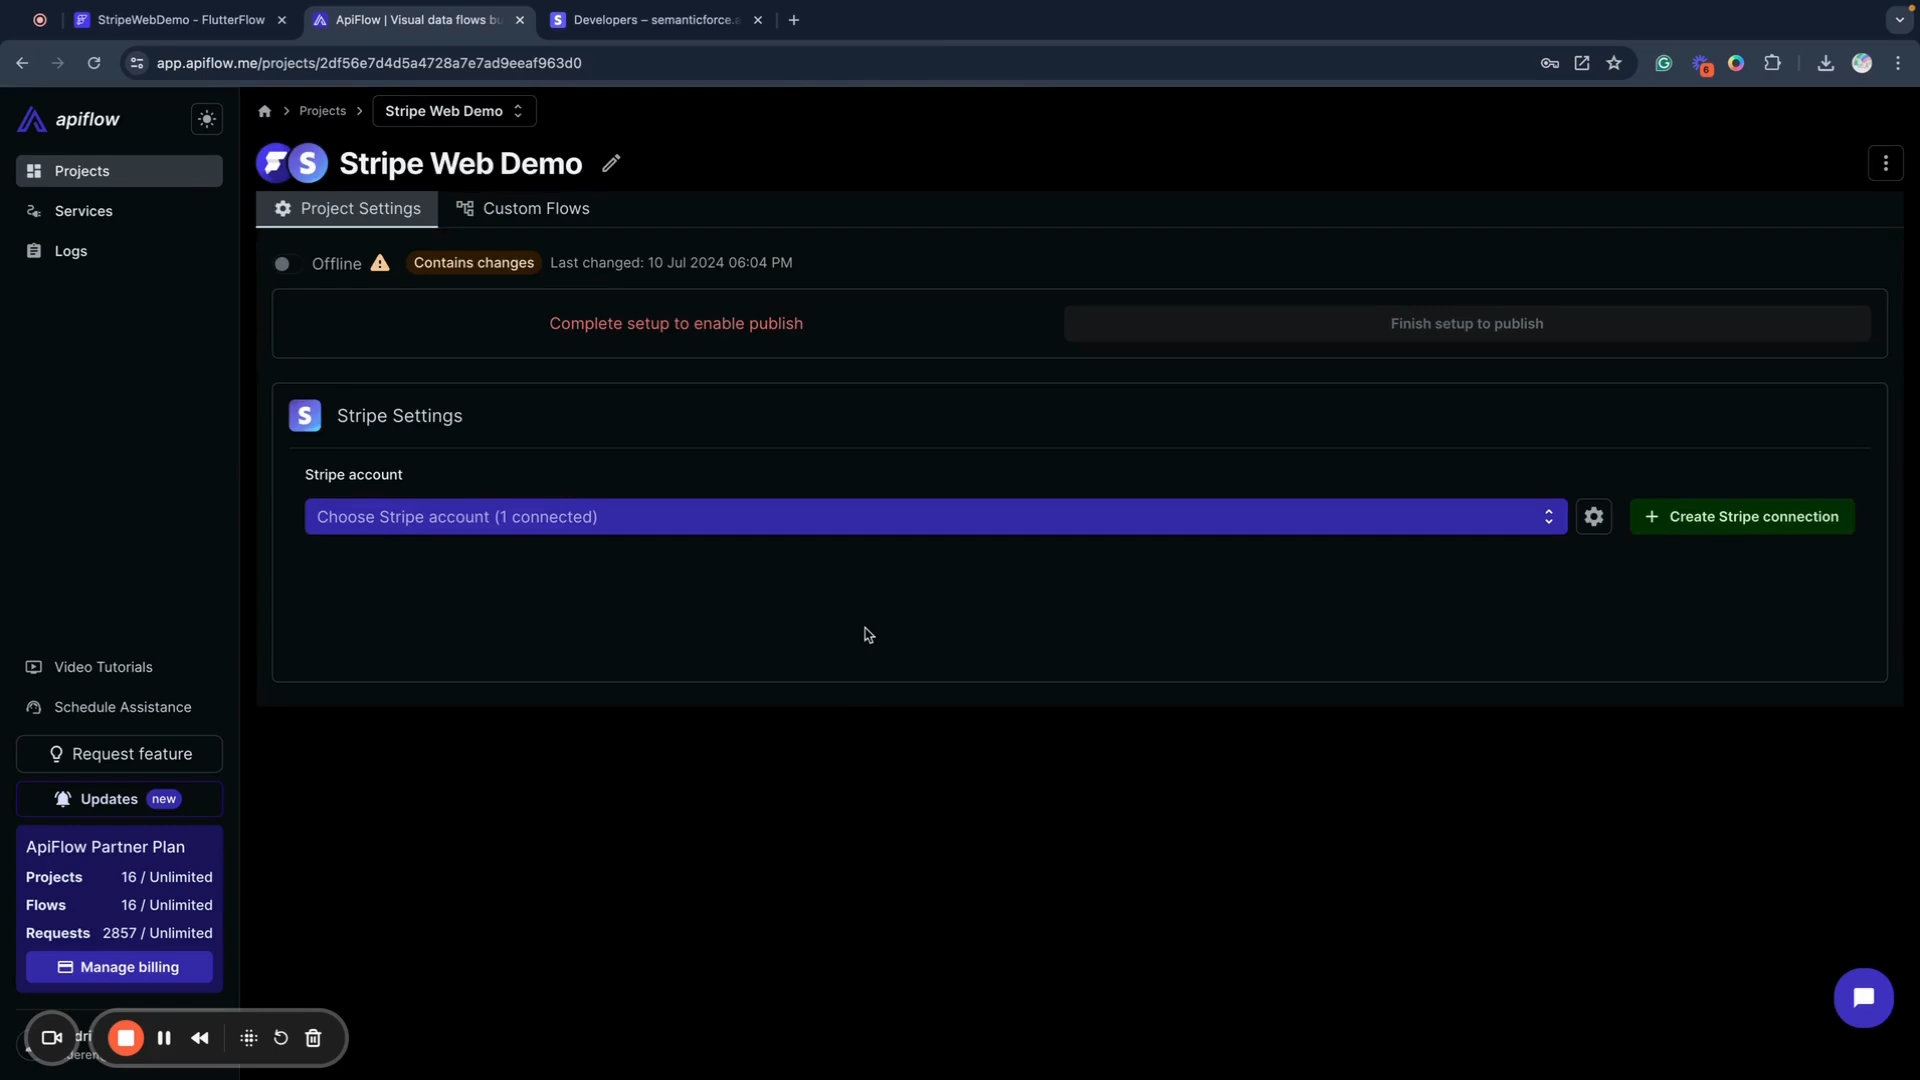 StripeWebDemo - FlutterFlow
ApiFlow | Visual data flows bu
Developers – semanticforce.a
app.apiflow.me/projects/2df56e7d4d5a4728a7e7ad9eeaf963d0
6
apiflow
Projects
Stripe Web Demo
Projects
Services
Logs
S
Stripe Web Demo
Project Settings
Custom Flows
Offline
Contains changes
Last changed: 10 Jul 2024 06:04 PM
Complete setup to enable publish
Finish setup to publish
S
Stripe Settings
Stripe account
Choose Stripe account (1 connected)
Create Stripe connection
Video Tutorials
Schedule Assistance
Request feature
Updates new
ApiFlow Partner Plan
Projects 16 / Unlimited
Flows 16 / Unlimited
Requests 2857 / Unlimited
Manage billing